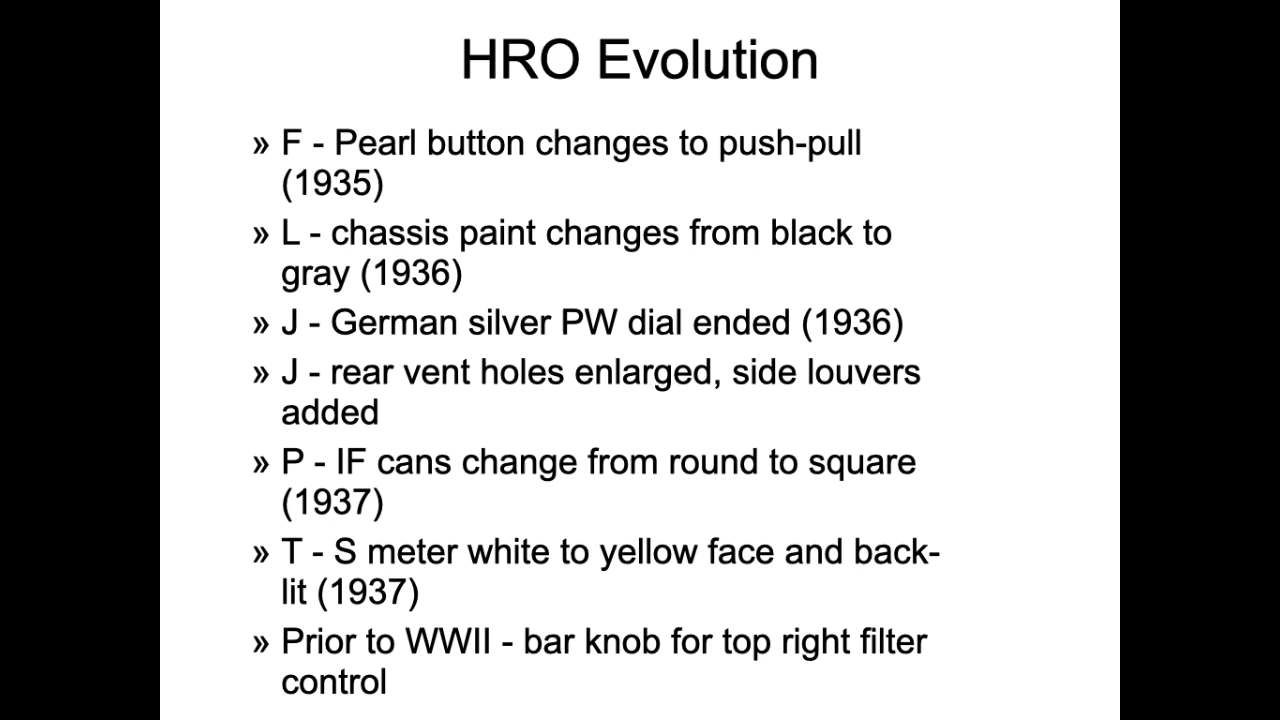 HRO Evolution
» F - Pearl button changes to push-pull
(1935)
» L - chassis paint changes from black to
gray (1936)
» J - German silver PW dial ended (1936)
» J - rear vent holes enlarged, side louvers
added
» P - IF cans change from round to square
(1937)
» T - S meter white to yellow face and back-
lit (1937)
» Prior to WWII - bar knob for top right filter
control